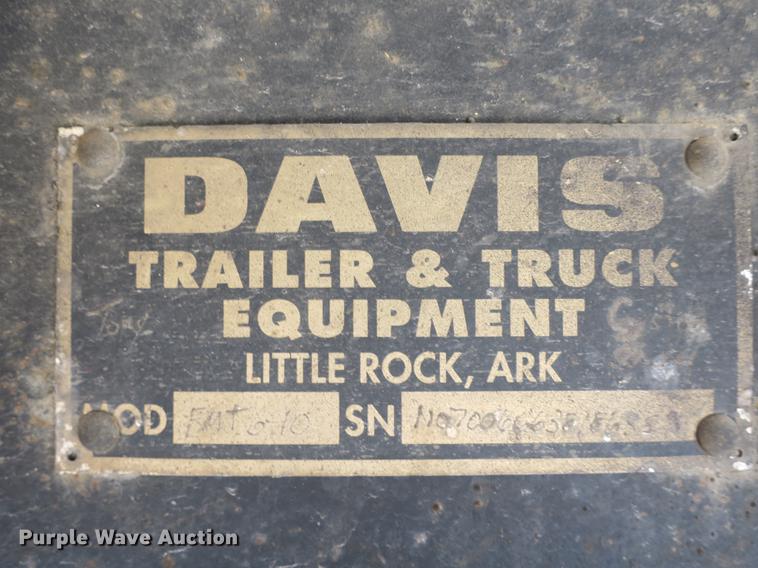 DAVIS
TRAILER & TRUCK
EQUIPMENT
LITTLE ROCK, ARK
MOD SN
Purple Wave Auction